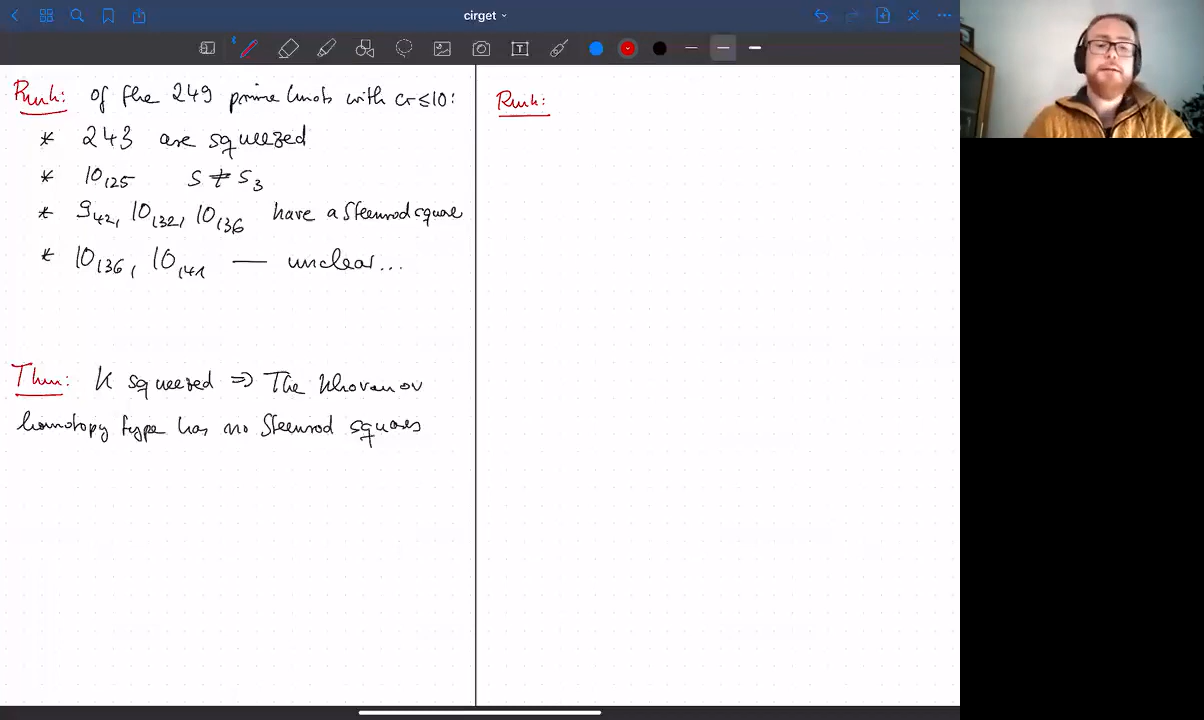 cirget
Rmk: of the 249 prime knots with cr ≤ 10:
* 243 are squeezed
* 10₁₂₅ s ≠ s₃
* 9₄₂, 10₁₃₂, 10₁₃₆ have a Steenrod square
* 10₁₃₆, 10₁₄₁ — unclear...
Thm: K squeezed ⇒ The Khovanov
homotopy type has no Steenrod squares
Rmk: